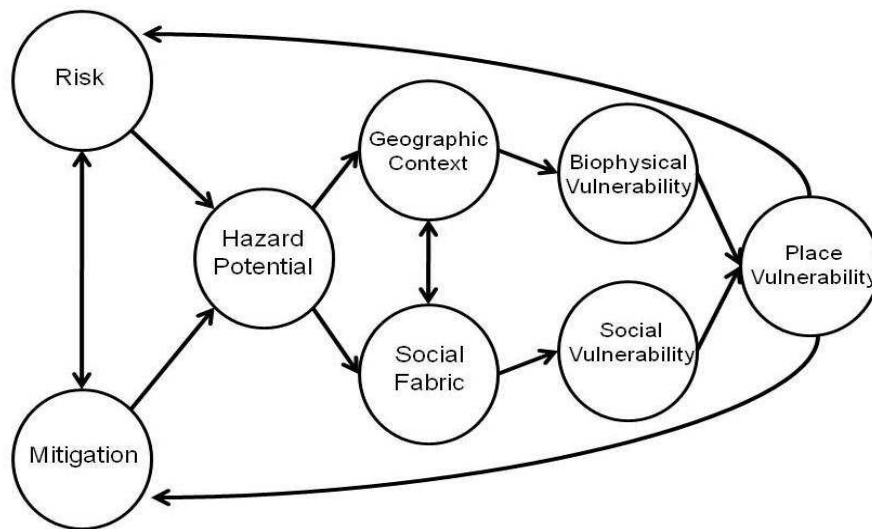 Risk
Geographic
Context
Biophysical
Vulnerability
Hazard
Potential
Place
Vulnerability
Social
Fabric
Social
Vulnerability
Mitigation